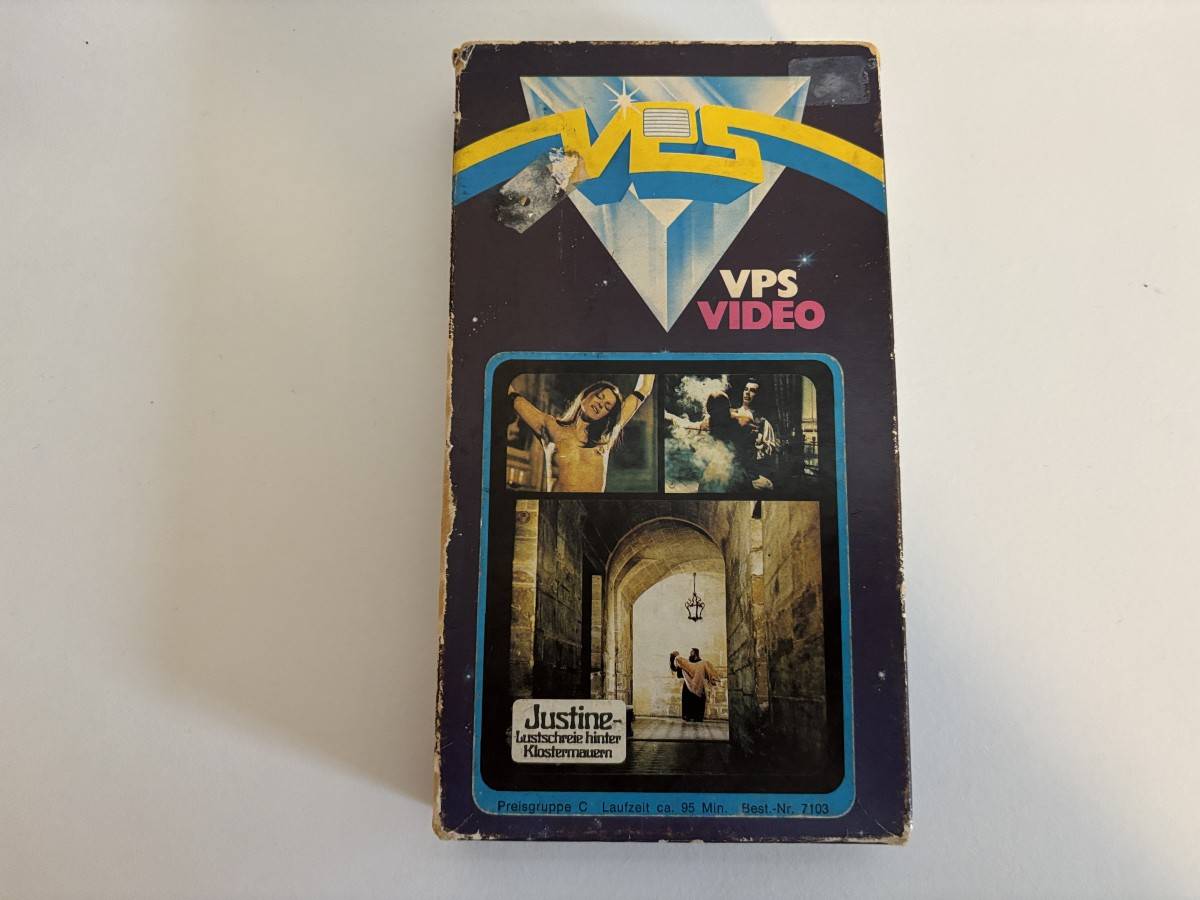 VPS
VPS
VIDEO
Justine-
Lustschreie hinter
Klostermauern
Preisgruppe C Laufzeit ca. 95 Min. Best.-Nr. 7103